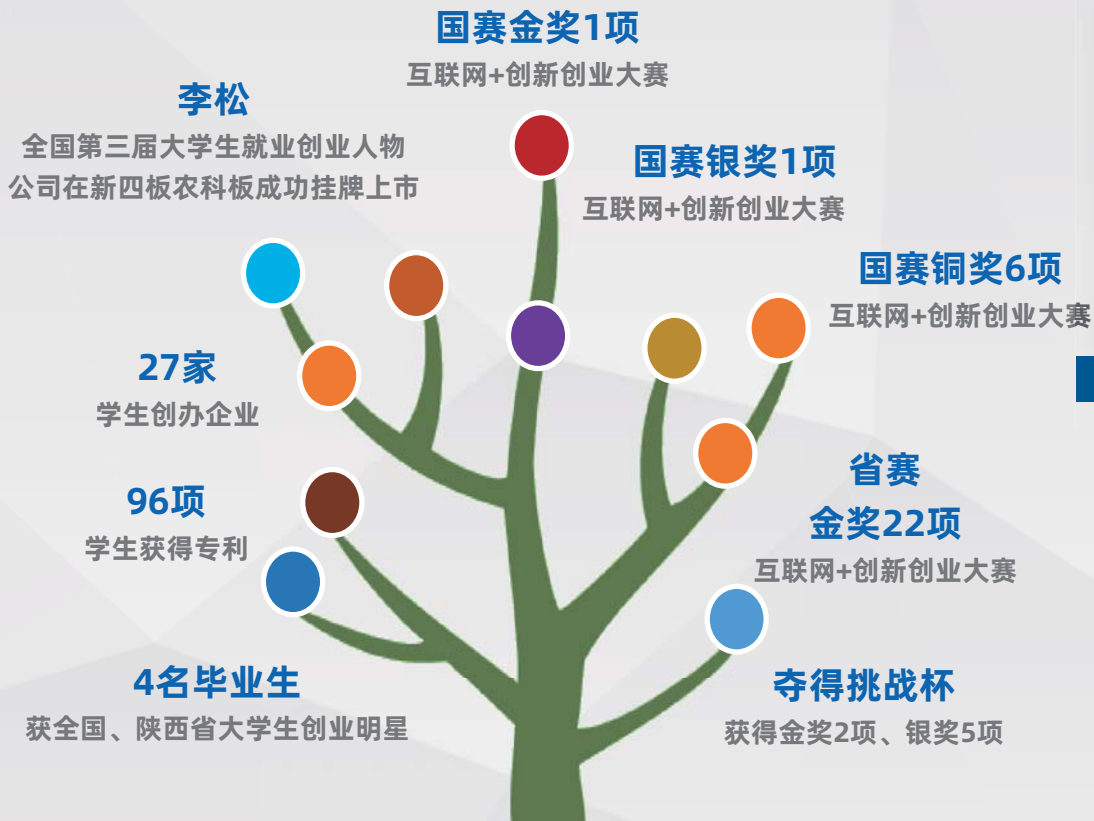 国赛金奖1项
互联网+创新创业大赛
李松
全国第三届大学生就业创业人物
公司在新四板农科板成功挂牌上市
国赛银奖1项
互联网+创新创业大赛
国赛铜奖6项
互联网+创新创业大赛
27家
学生创办企业
96项
学生获得专利
省赛
金奖22项
互联网+创新创业大赛
4名毕业生
获全国、陕西省大学生创业明星
夺得挑战杯
获得金奖2项、银奖5项